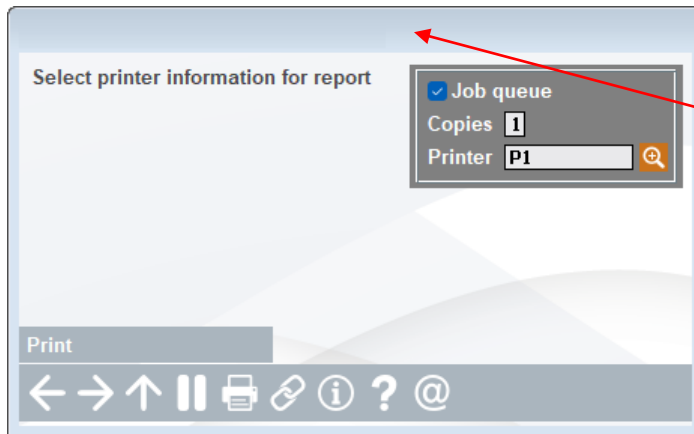 Select printer information for report
Job queue
Copies 1
Printer P1
Print
? @